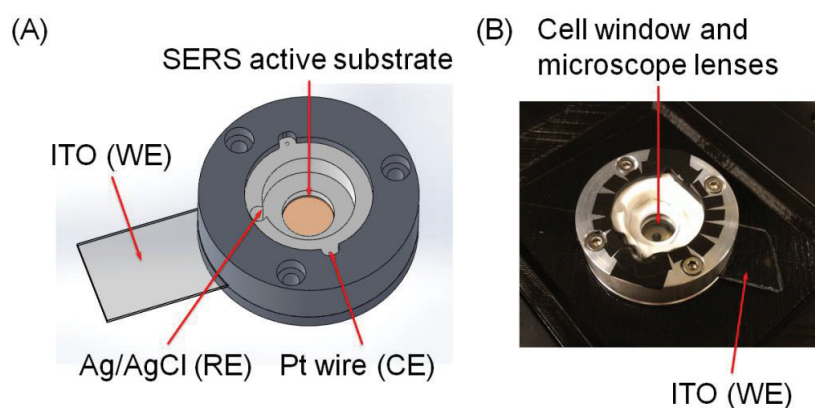 (A)
SERS active substrate
ITO (WE)
Ag/AgCl (RE)
Pt wire (CE)
(B)
Cell window and
microscope lenses
ITO (WE)